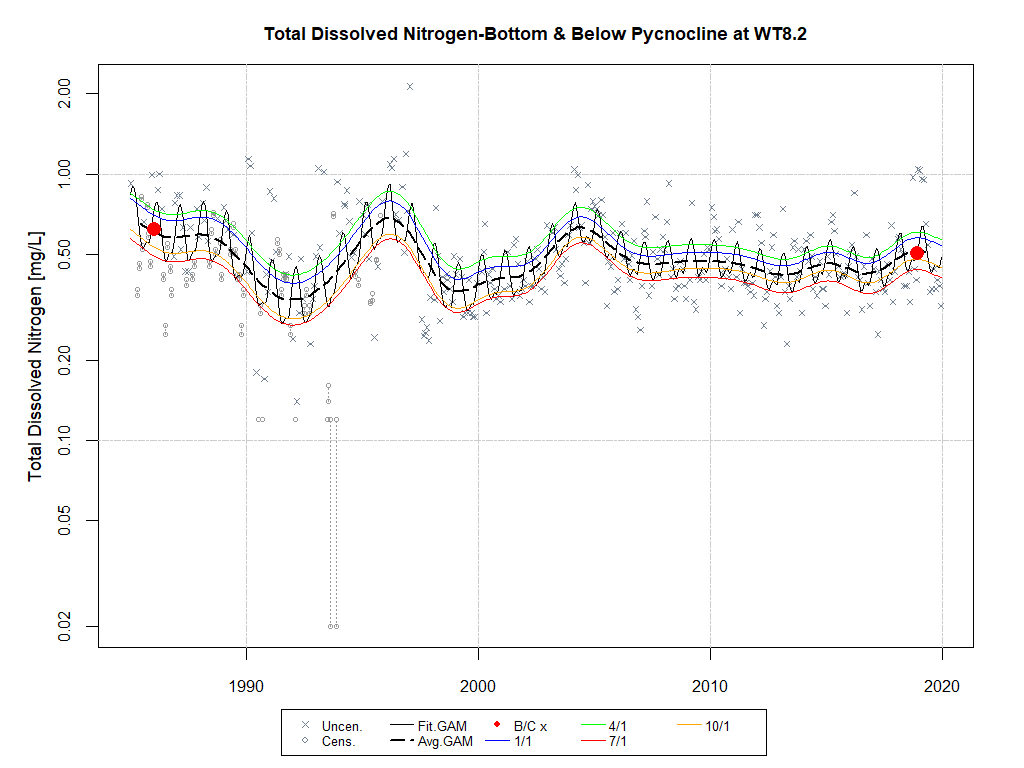 Total Dissolved Nitrogen-Bottom & Below Pycnocline at WT8.2
Total Dissolved Nitrogen [mg/L]
2.00
1.00
0.50
0.20
0.10
0.05
0.02
1990 2000 2010 2020
Uncen. Fit.GAM B/C x 4/1 10/1
Cens. Avg.GAM 1/1 7/1